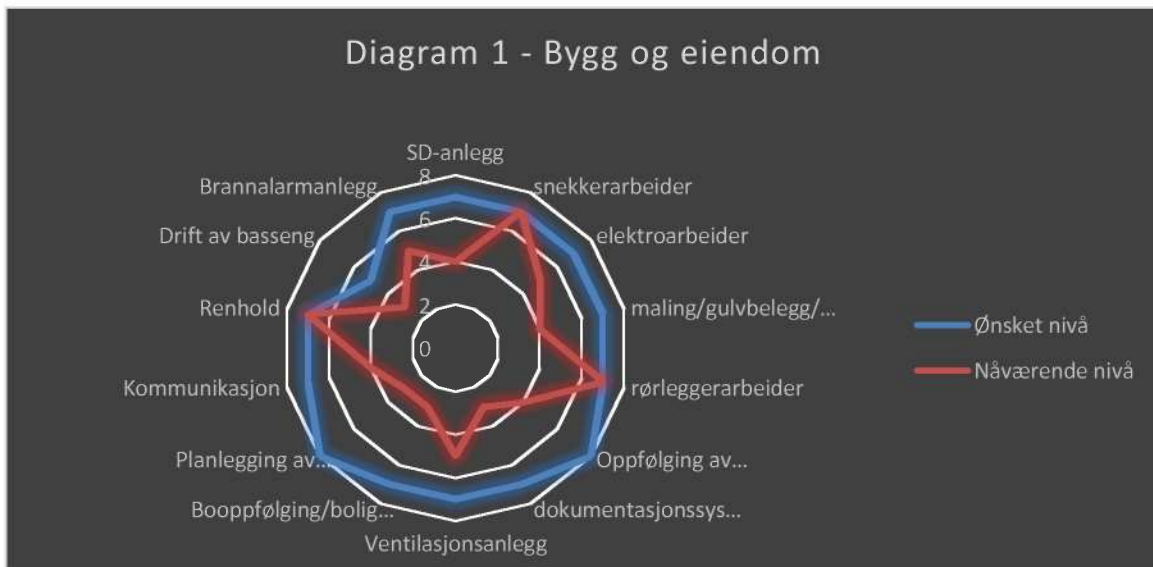 Diagram 1 - Bygg og eiendom
SD-anlegg
snekkerarbeider
elektroarbeider
maling/gulvbelegg/...
rørleggerarbeider
Oppfølging av...
dokumentasjonssys...
Ventilasjonsanlegg
Booppfølging/bolig...
Planlegging av...
Kommunikasjon
Renhold
Drift av basseng
Brannalarmanlegg
8
6
4
2
0
Ønsket nivå
Nåværende nivå